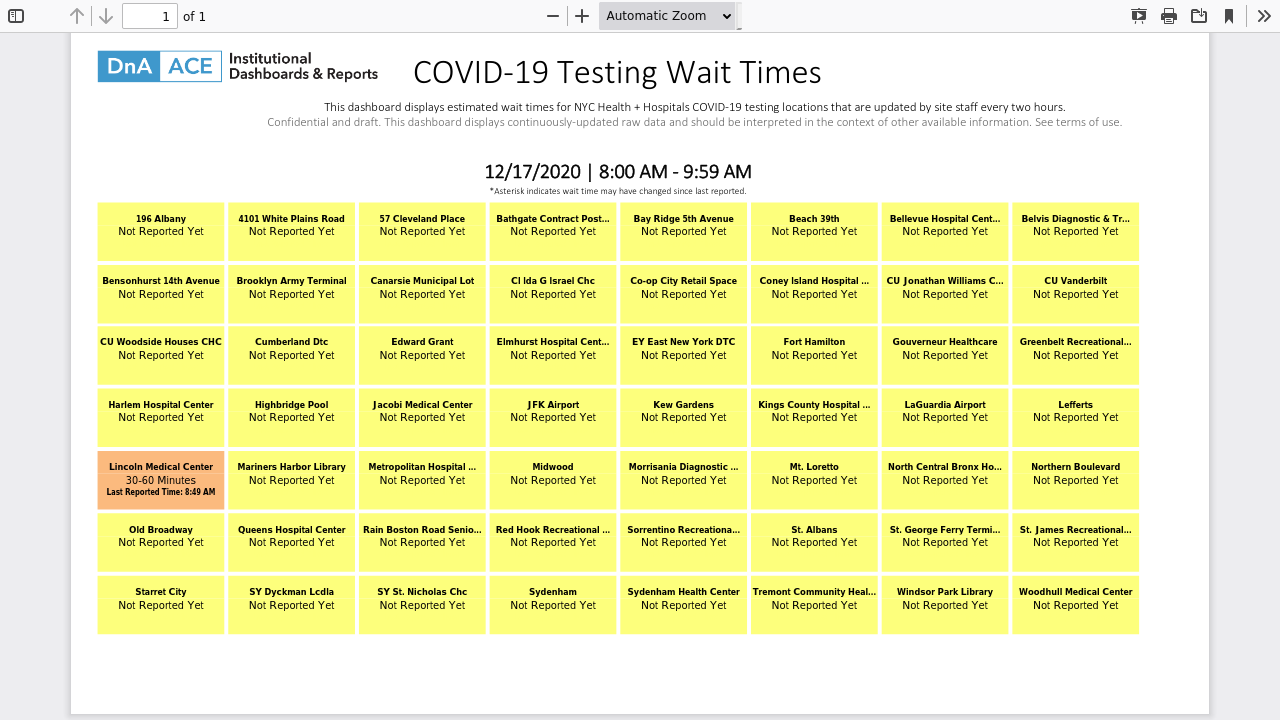 1 of 1 Automatic Zoom
DnA ACE Institutional
Dashboards & Reports
COVID-19 Testing Wait Times
This dashboard displays estimated wait times for NYC Health + Hospitals COVID-19 testing locations that are updated by site staff every two hours.
Confidential and draft. This dashboard displays continuously-updated raw data and should be interpreted in the context of other available information. See terms of use.
12/17/2020 | 8:00 AM - 9:59 AM
*Asterisk indicates wait time may have changed since last reported.
196 Albany 4101 White Plains Road 57 Cleveland Place Bathgate Contract Post... Bay Ridge 5th Avenue Beach 39th Bellevue Hospital Cent... Belvis Diagnostic & Tr...
Not Reported Yet Not Reported Yet Not Reported Yet Not Reported Yet Not Reported Yet Not Reported Yet Not Reported Yet Not Reported Yet
Bensonhurst 14th Avenue Brooklyn Army Terminal Canarsie Municipal Lot CI Ida G Israel Chc Co-op City Retail Space Coney Island Hospital ... CU Jonathan Williams C... CU Vanderbilt
Not Reported Yet Not Reported Yet Not Reported Yet Not Reported Yet Not Reported Yet Not Reported Yet Not Reported Yet Not Reported Yet
CU Woodside Houses CHC Cumberland Dtc Edward Grant Elmhurst Hospital Cent... EY East New York DTC Fort Hamilton Gouverneur Healthcare Greenbelt Recreational...
Not Reported Yet Not Reported Yet Not Reported Yet Not Reported Yet Not Reported Yet Not Reported Yet Not Reported Yet Not Reported Yet
Harlem Hospital Center Highbridge Pool Jacobi Medical Center JFK Airport Kew Gardens Kings County Hospital ... LaGuardia Airport Lefferts
Not Reported Yet Not Reported Yet Not Reported Yet Not Reported Yet Not Reported Yet Not Reported Yet Not Reported Yet Not Reported Yet
Lincoln Medical Center Mariners Harbor Library Metropolitan Hospital ... Midwood Morrisania Diagnostic ... Mt. Loretto North Central Bronx Ho... Northern Boulevard
30-60 Minutes Not Reported Yet Not Reported Yet Not Reported Yet Not Reported Yet Not Reported Yet Not Reported Yet Not Reported Yet
Last Reported Time: 8:49 AM
Old Broadway Queens Hospital Center Rain Boston Road Senio... Red Hook Recreational ... Sorrentino Recreationa... St. Albans St. George Ferry Termi... St. James Recreational...
Not Reported Yet Not Reported Yet Not Reported Yet Not Reported Yet Not Reported Yet Not Reported Yet Not Reported Yet Not Reported Yet
Starret City SY Dyckman Lcdla SY St. Nicholas Chc Sydenham Sydenham Health Center Tremont Community Heal... Windsor Park Library Woodhull Medical Center
Not Reported Yet Not Reported Yet Not Reported Yet Not Reported Yet Not Reported Yet Not Reported Yet Not Reported Yet Not Reported Yet